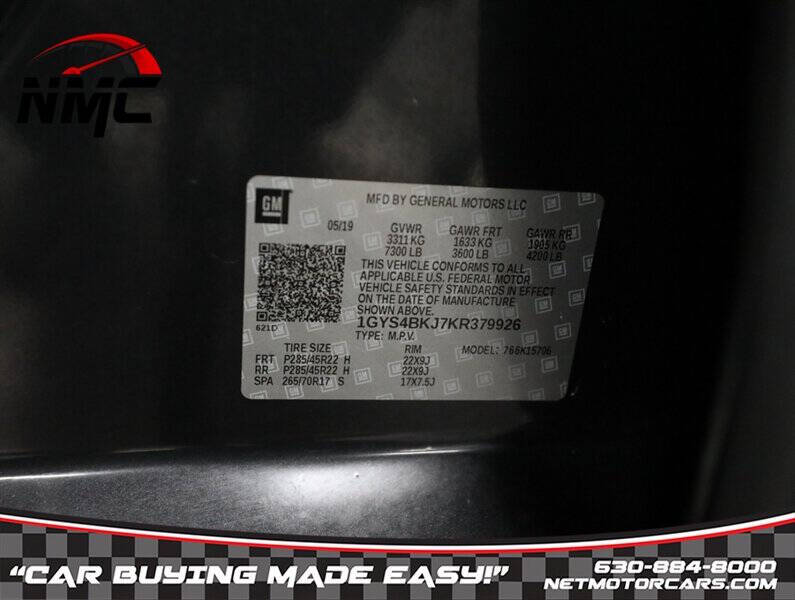 NMC
GM
MFD BY GENERAL MOTORS LLC
05/19
GVWR GAWR FRT GAWR RR
3311 KG 1633 KG 1905 KG
7300 LB 3600 LB 4200 LB
THIS VEHICLE CONFORMS TO ALL
APPLICABLE U.S. FEDERAL MOTOR
VEHICLE SAFETY STANDARDS IN EFFECT
ON THE DATE OF MANUFACTURE
SHOWN ABOVE.
621D
1GYS4BKJ7KR379926
TYPE: M.P.V.
TIRE SIZE RIM MODEL: 766K15706
FRT P285/45R22 H 22X9J
RR P285/45R22 H 22X9J
SPA 265/70R17 S 17X7.5J
"CAR BUYING MADE EASY!"
630-884-8000
NETMOTORCARS.COM